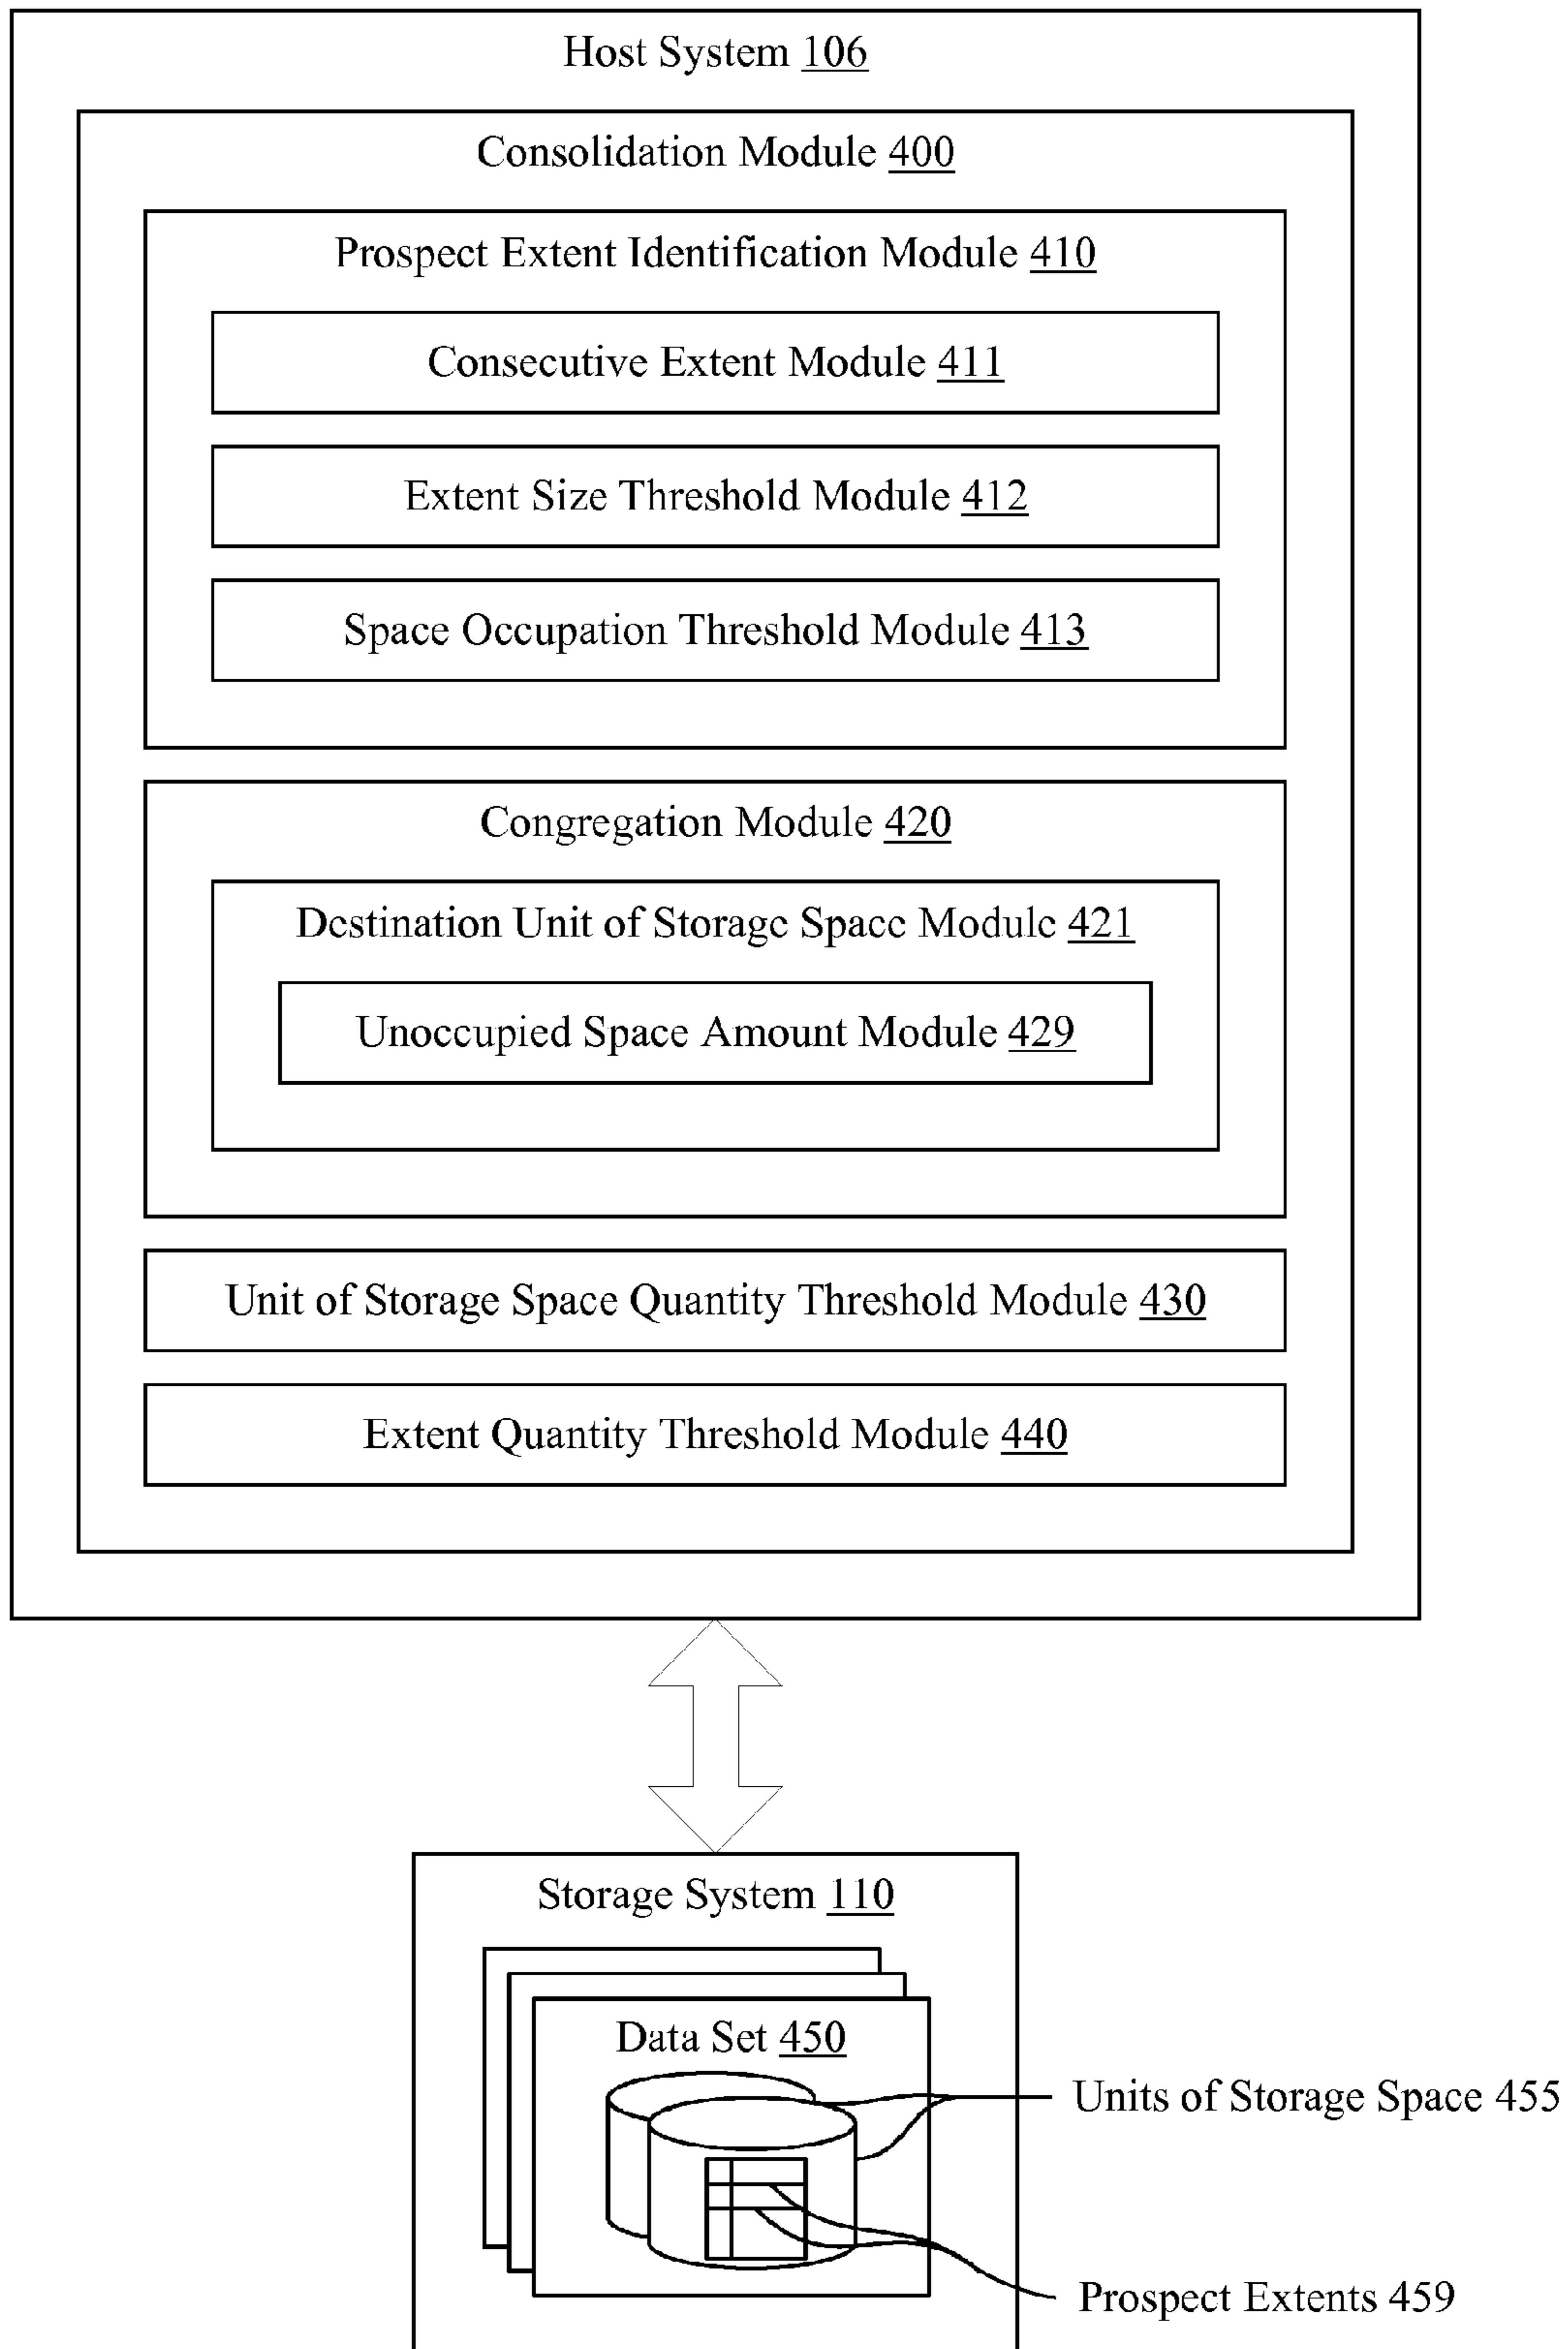 Host System 106
Consolidation Module 400
Prospect Extent Identification Module 410
Consecutive Extent Module 411
Extent Size Threshold Module 412
Space Occupation Threshold Module 413
Congregation Module 420
Destination Unit of Storage Space Module 421
Unoccupied Space Amount Module 429
Unit of Storage Space Quantity Threshold Module 430
Extent Quantity Threshold Module 440
Storage System 110
Data Set 450
Units of Storage Space 455
Prospect Extents 459